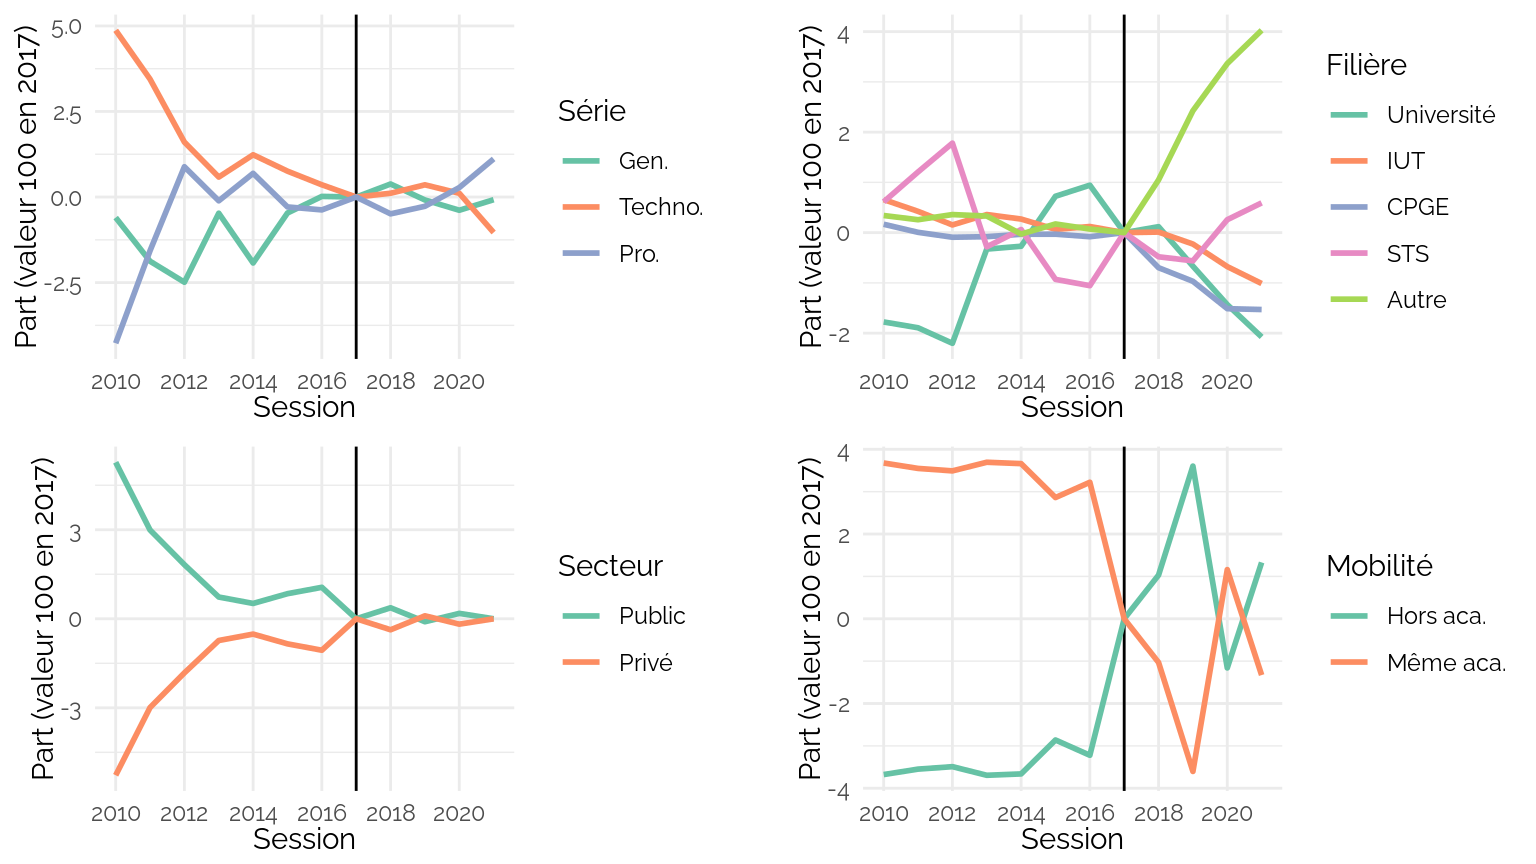 Part (valeur 100 en 2017)
5.0
2.5
0.0
-2.5
2010 2012 2014 2016 2018 2020
Session
Série
Gen.
Techno.
Pro.
Part (valeur 100 en 2017)
4
2
0
-2
2010 2012 2014 2016 2018 2020
Session
Filière
Université
IUT
CPGE
STS
Autre
Part (valeur 100 en 2017)
3
0
-3
2010 2012 2014 2016 2018 2020
Session
Secteur
Public
Privé
Part (valeur 100 en 2017)
4
2
0
-2
-4
2010 2012 2014 2016 2018 2020
Session
Mobilité
Hors aca.
Même aca.